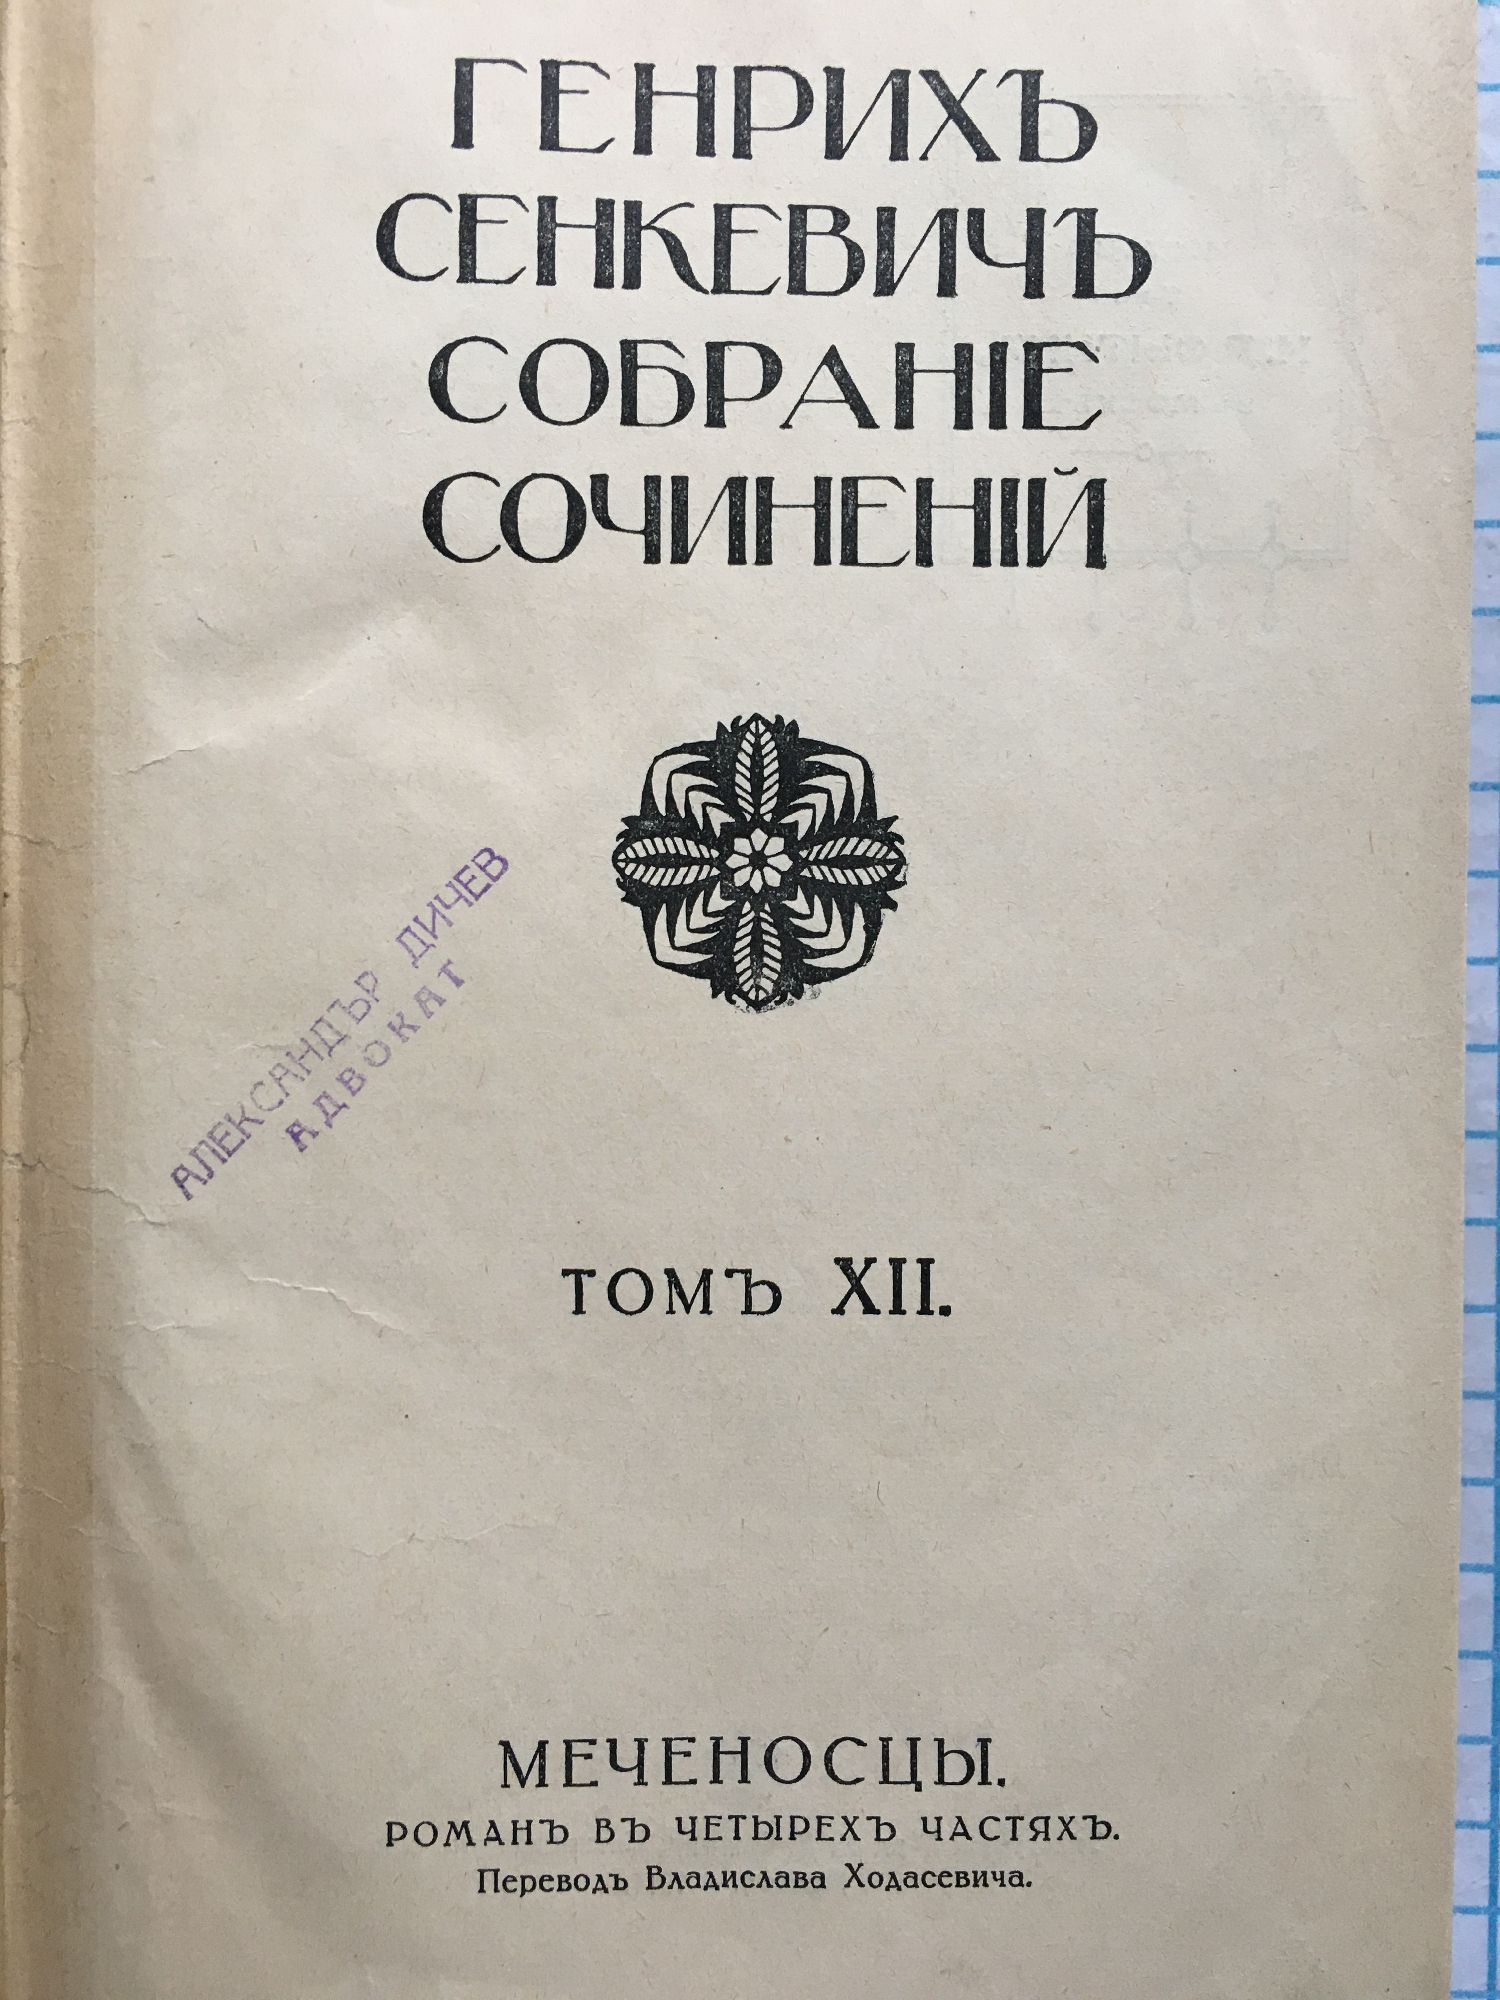 ГЕНРИХЪ
СЕНКЕВИЧЪ
СОБРАНІЕ
СОЧИНЕНІЙ
АЛЕКСАНДЪР ДИЧЕВ
АДВОКАТ
ТОМЪ XII.
МЕЧЕНОСЦЫ.
РОМАНЪ ВЪ ЧЕТЫРЕХЪ ЧАСТЯХЪ.
Переводъ Владислава Ходасевича.